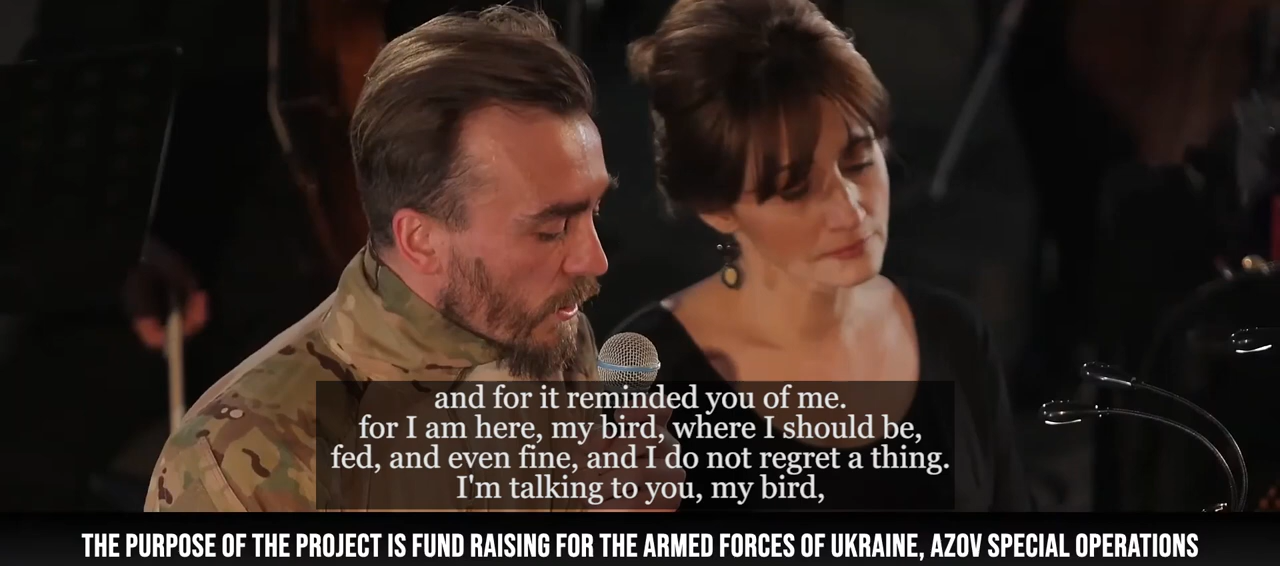 and for it reminded you of me.
for I am here, my bird, where I should be,
fed, and even fine, and I do not regret a thing.
I'm talking to you, my bird,
THE PURPOSE OF THE PROJECT IS FUND RAISING FOR THE ARMED FORCES OF UKRAINE, AZOV SPECIAL OPERATIONS